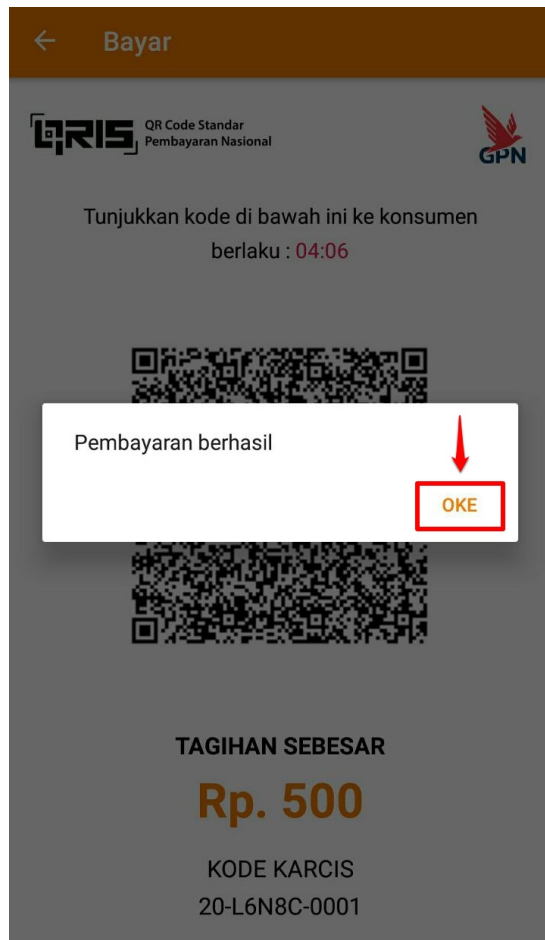 Bayar
QRIS
QR Code Standar
Pembayaran Nasional
GPN
Tunjukkan kode di bawah ini ke konsumen
berlaku : 04:06
Pembayaran berhasil
OKE
TAGIHAN SEBESAR
Rp. 500
KODE KARCIS
20-L6N8C-0001